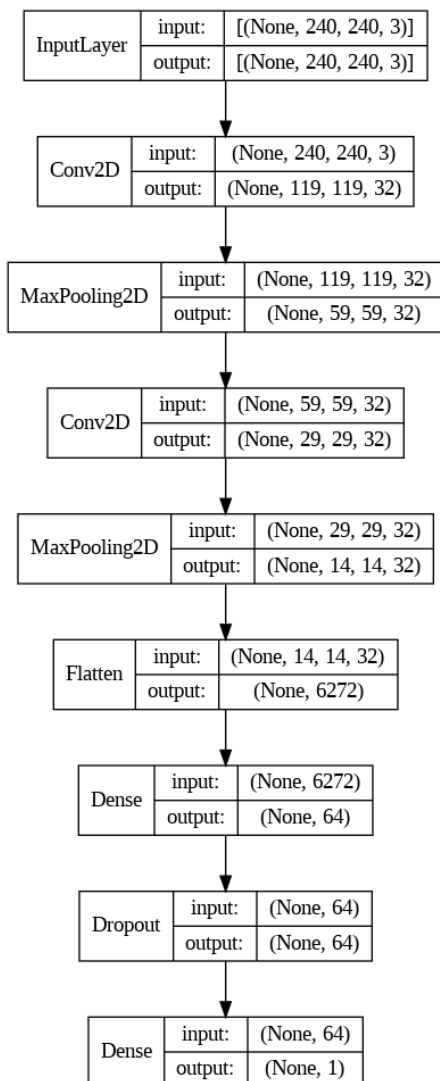 InputLayer
input: [(None, 240, 240, 3)]
output: [(None, 240, 240, 3)]
Conv2D
input: (None, 240, 240, 3)
output: (None, 119, 119, 32)
MaxPooling2D
input: (None, 119, 119, 32)
output: (None, 59, 59, 32)
Conv2D
input: (None, 59, 59, 32)
output: (None, 29, 29, 32)
MaxPooling2D
input: (None, 29, 29, 32)
output: (None, 14, 14, 32)
Flatten
input: (None, 14, 14, 32)
output: (None, 6272)
Dense
input: (None, 6272)
output: (None, 64)
Dropout
input: (None, 64)
output: (None, 64)
Dense
input: (None, 64)
output: (None, 1)